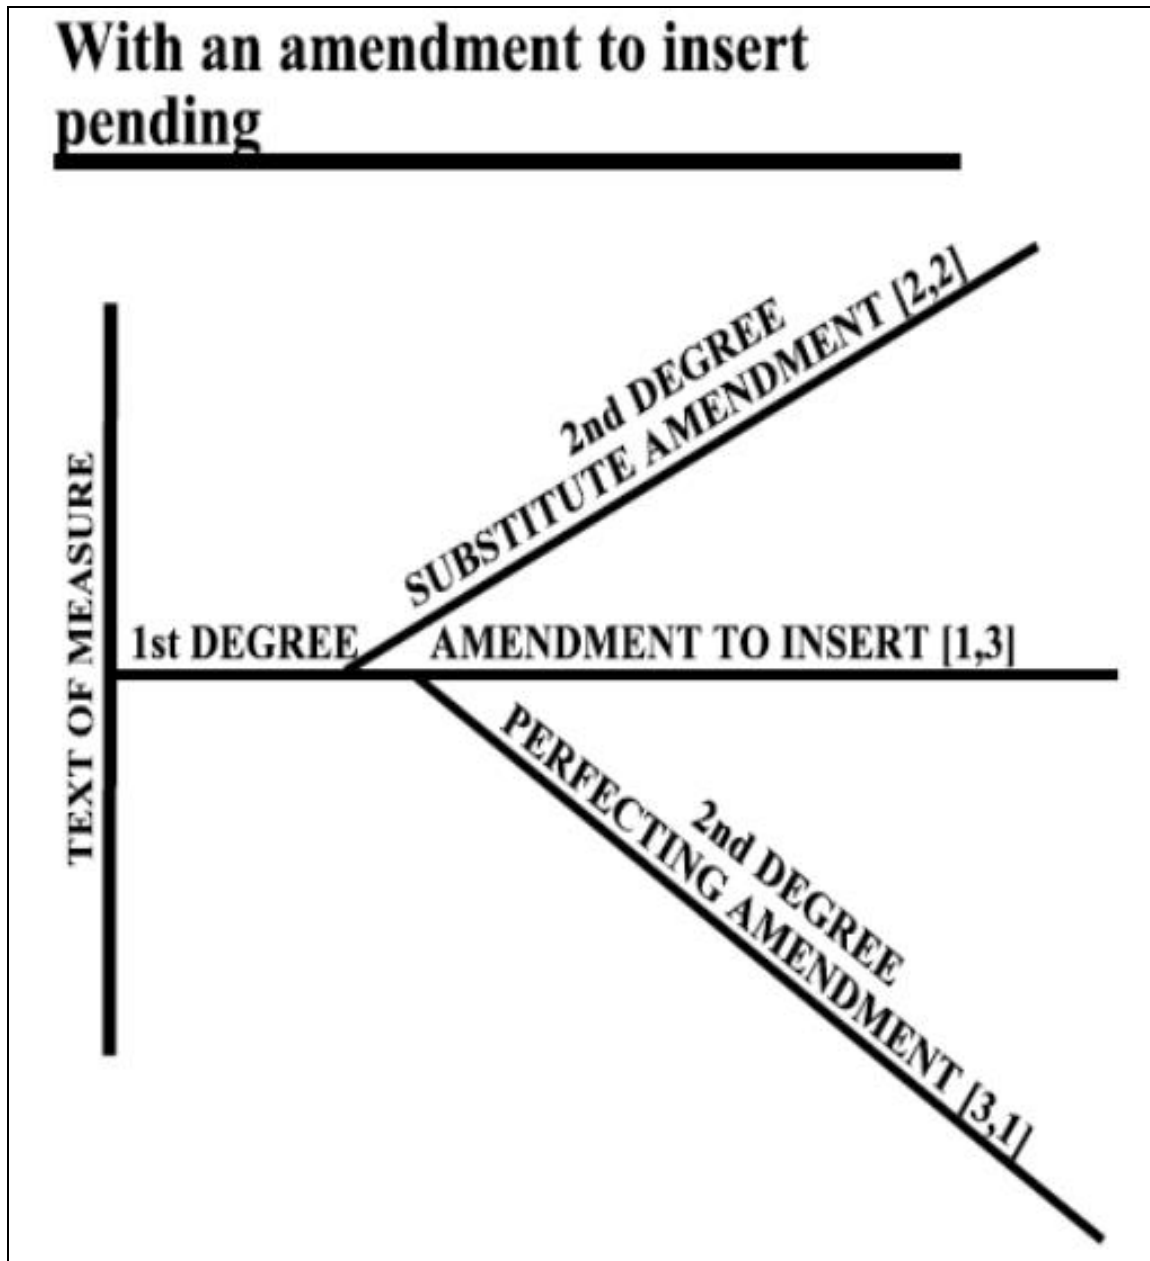 With an amendment to insert
pending
2nd DEGREE
SUBSTITUTE AMENDMENT [2,2]
TEXT OF MEASURE
1st DEGREE
AMENDMENT TO INSERT [1,3]
2nd DEGREE
PERFECTING AMENDMENT [3,1]